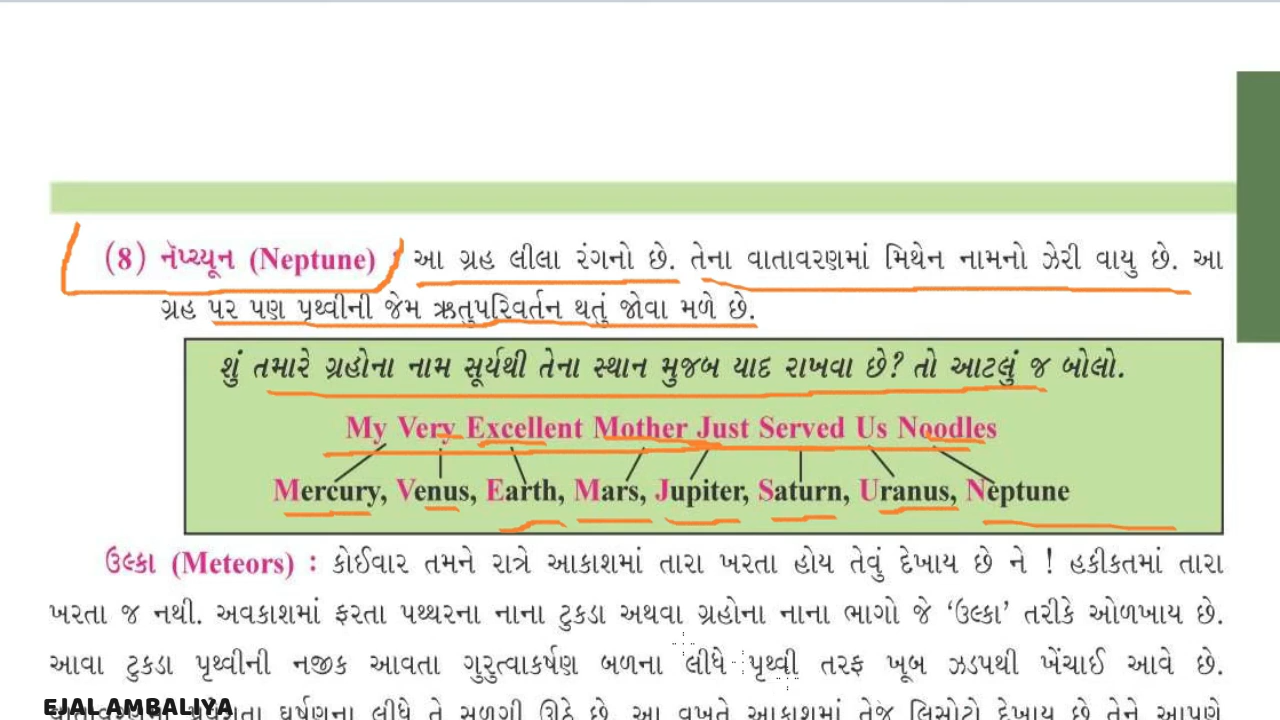 (8) નૅપ્ચ્યૂન (Neptune) : આ ગ્રહ લીલા રંગનો છે. તેના વાતાવરણમાં મિથેન નામનો ઝેરી વાયુ છે. આ
ગ્રહ પર પણ પૃથ્વીની જેમ ઋતુપરિવર્તન થતું જોવા મળે છે.
શું તમારે ગ્રહોના નામ સૂર્યથી તેના સ્થાન મુજબ યાદ રાખવા છે? તો આટલું જ બોલો.
My Very Excellent Mother Just Served Us Noodles
Mercury, Venus, Earth, Mars, Jupiter, Saturn, Uranus, Neptune
ઉલ્કા (Meteors) : કોઈવાર તમને રાત્રે આકાશમાં તારા ખરતા હોય તેવું દેખાય છે ને ! હકીકતમાં તારા
ખરતા જ નથી. અવકાશમાં ફરતા પથ્થરના નાના ટુકડા અથવા ગ્રહોના નાના ભાગો જે ‘ઉલ્કા’ તરીકે ઓળખાય છે.
આવા ટુકડા પૃથ્વીની નજીક આવતા ગુરુત્વાકર્ષણ બળના લીધે પૃથ્વી તરફ ખૂબ ઝડપથી ખેંચાઈ આવે છે.
ઘર્ષણના લીધે તે સળગી ઊઠે છે. આ વખતે આકાશમાં તેજ લિસોટો દેખાય છે તેને આપણે
EJAL AMBALIYA